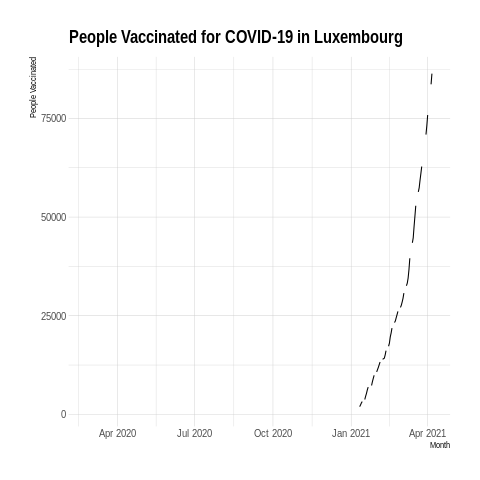 People Vaccinated for COVID-19 in Luxembourg
People Vaccinated
75000
50000
25000
0
Apr 2020 Jul 2020 Oct 2020 Jan 2021 Apr 2021
Month